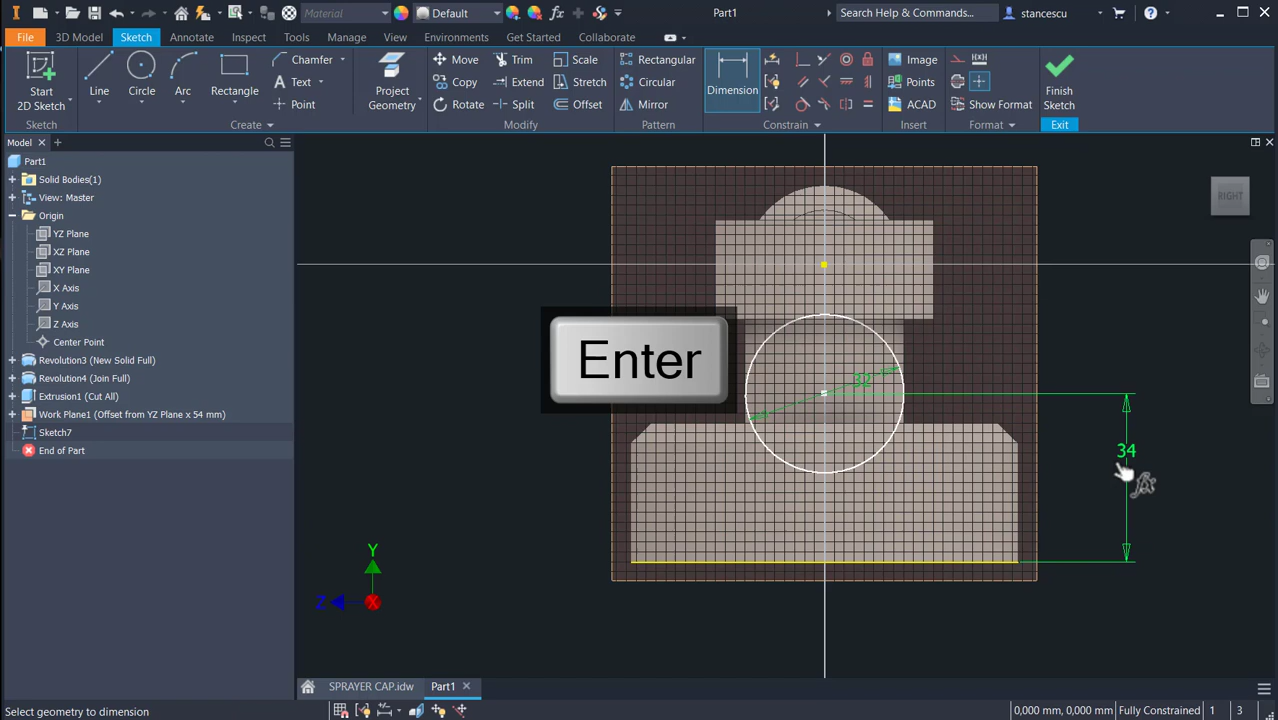 Material
Default
Part1
Search Help & Commands...
stancescu
File
3D Model
Sketch
Annotate
Inspect
Tools
Manage
View
Environments
Get Started
Collaborate
Start
2D Sketch
Line
Circle
Arc
Rectangle
Chamfer
Text
Point
Project
Geometry
Move
Copy
Rotate
Trim
Extend
Split
Scale
Stretch
Offset
Rectangular
Circular
Mirror
Dimension
Image
Points
ACAD
Show Format
Finish
Sketch
Sketch
Create
Modify
Pattern
Constrain
Insert
Format
Exit
Model
Part1
Solid Bodies(1)
View: Master
Origin
YZ Plane
XZ Plane
XY Plane
X Axis
Y Axis
Z Axis
Center Point
Revolution3 (New Solid Full)
Revolution4 (Join Full)
Extrusion1 (Cut All)
Work Plane1 (Offset from YZ Plane x 54 mm)
Sketch7
End of Part
RIGHT
Enter
32
34
fx
Y
Z
X
SPRAYER CAP.idw
Part1
Select geometry to dimension
0,000 mm, 0,000 mm
Fully Constrained
1
3